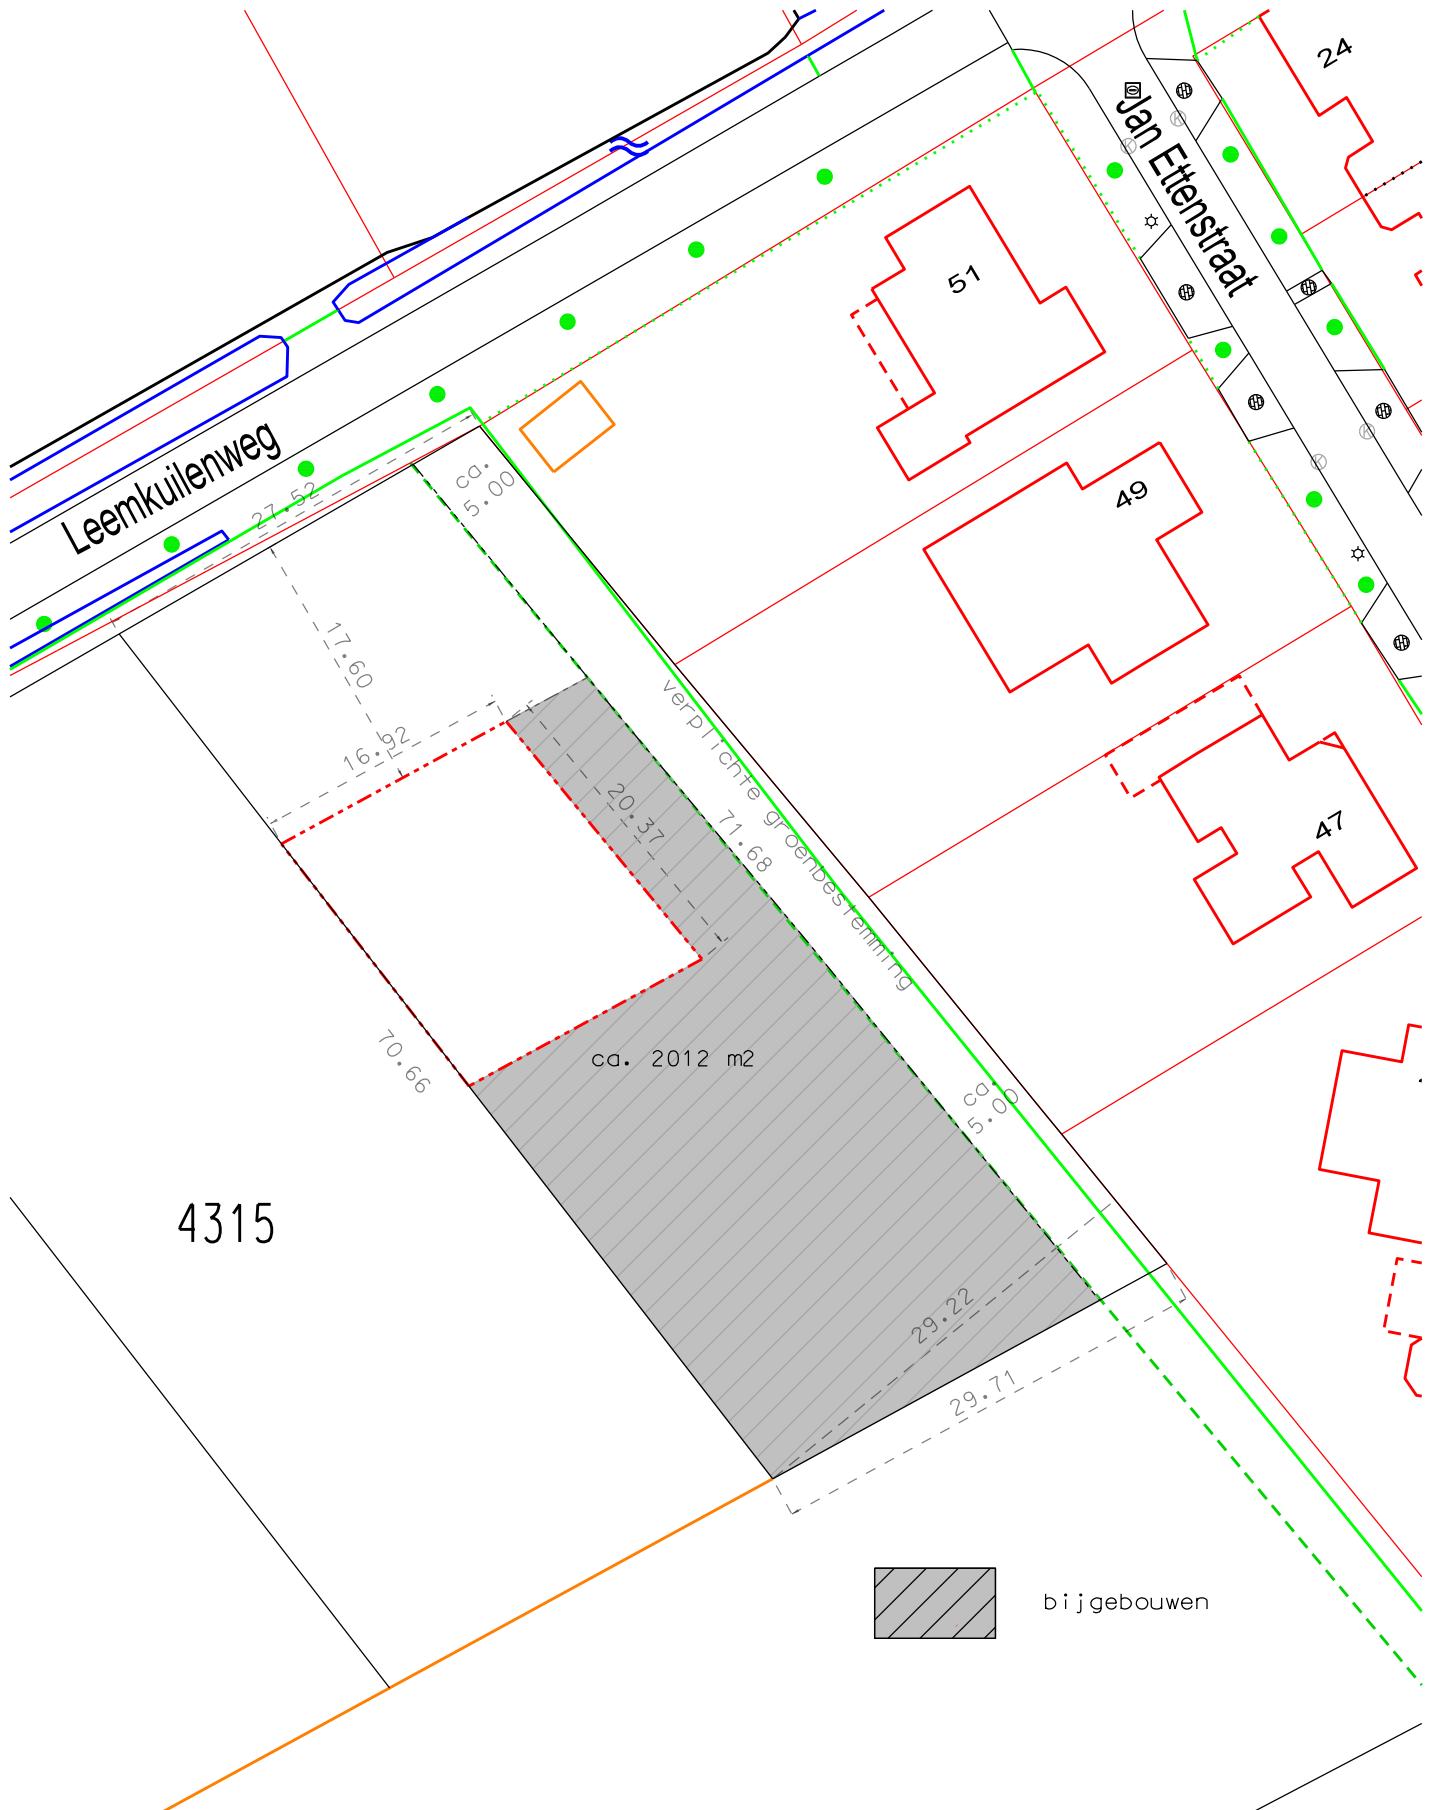 24
Jan Ettenstraat
51
Leemkuilenweg
27.52
ca.
5.00
49
17.60
16.92
verplichte groenbestemming
20.37
71.68
47
70.66
ca. 2012 m2
ca.
5.00
4315
29.22
29.71
bijgebouwen